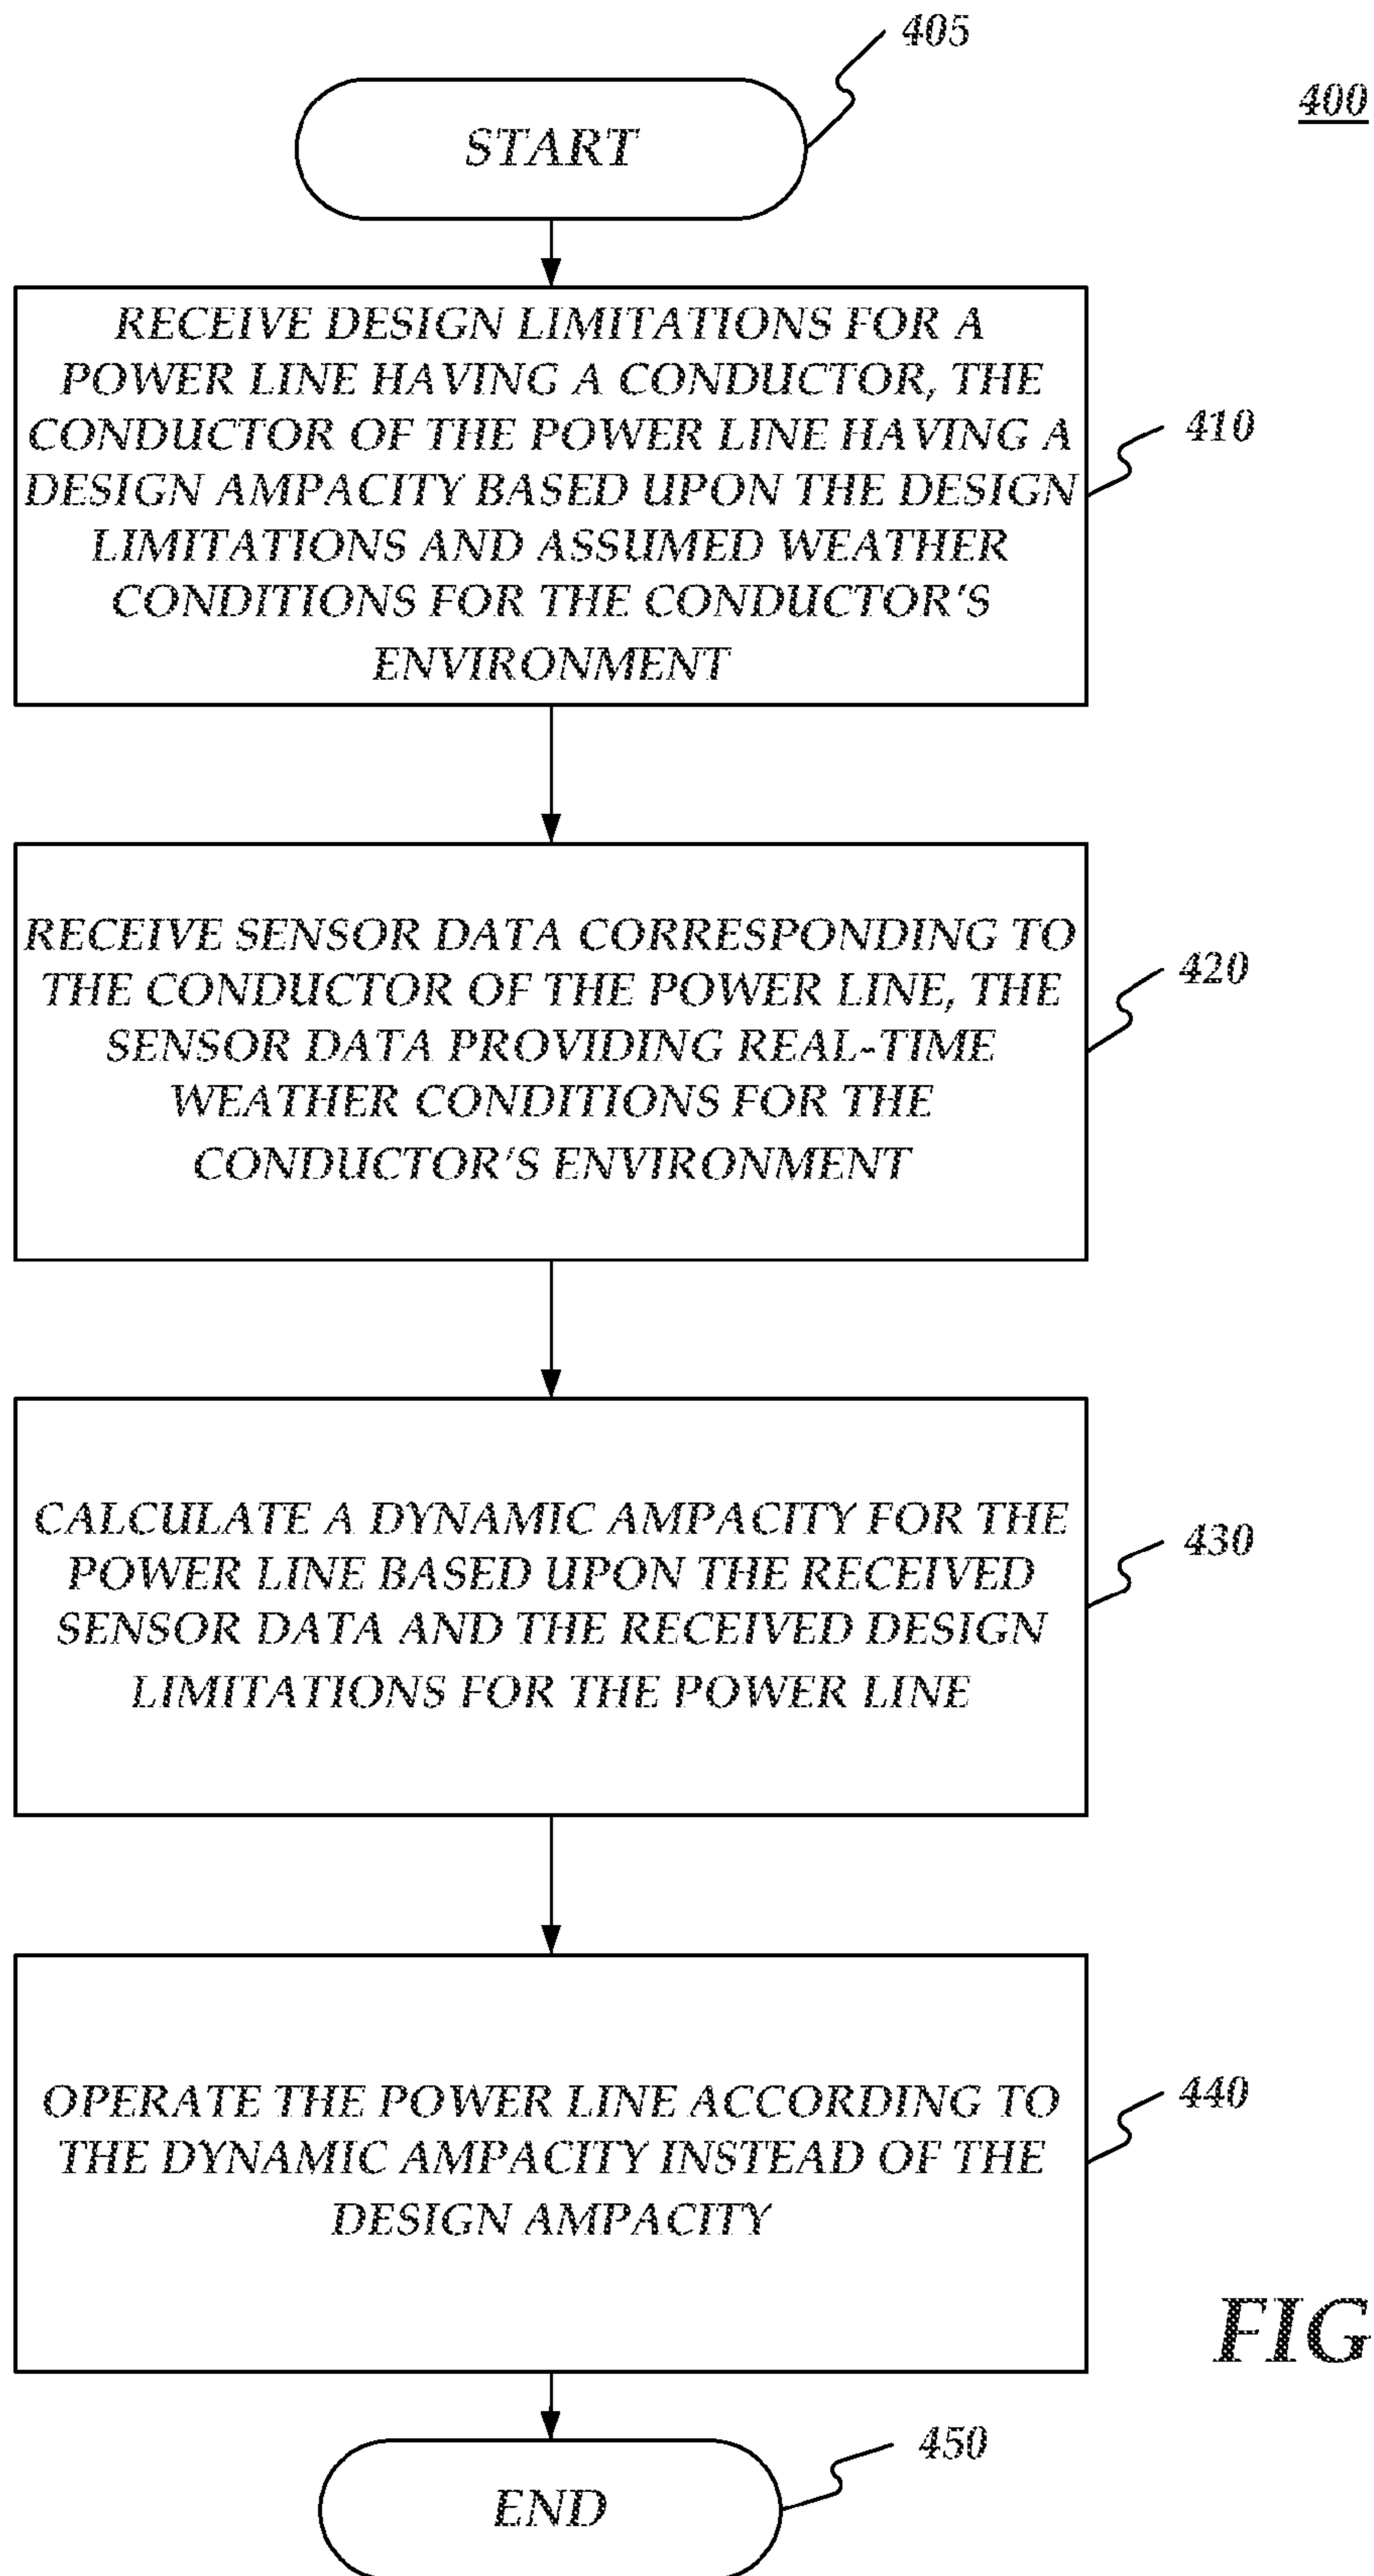 405
400
START
RECEIVE DESIGN LIMITATIONS FOR A
POWER LINE HAVING A CONDUCTOR, THE
CONDUCTOR OF THE POWER LINE HAVING A
DESIGN AMPACITY BASED UPON THE DESIGN
LIMITATIONS AND ASSUMED WEATHER
CONDITIONS FOR THE CONDUCTOR'S
ENVIRONMENT
410
RECEIVE SENSOR DATA CORRESPONDING TO
THE CONDUCTOR OF THE POWER LINE, THE
SENSOR DATA PROVIDING REAL-TIME
WEATHER CONDITIONS FOR THE
CONDUCTOR'S ENVIRONMENT
420
CALCULATE A DYNAMIC AMPACITY FOR THE
POWER LINE BASED UPON THE RECEIVED
SENSOR DATA AND THE RECEIVED DESIGN
LIMITATIONS FOR THE POWER LINE
430
OPERATE THE POWER LINE ACCORDING TO
THE DYNAMIC AMPACITY INSTEAD OF THE
DESIGN AMPACITY
440
FIG
450
END